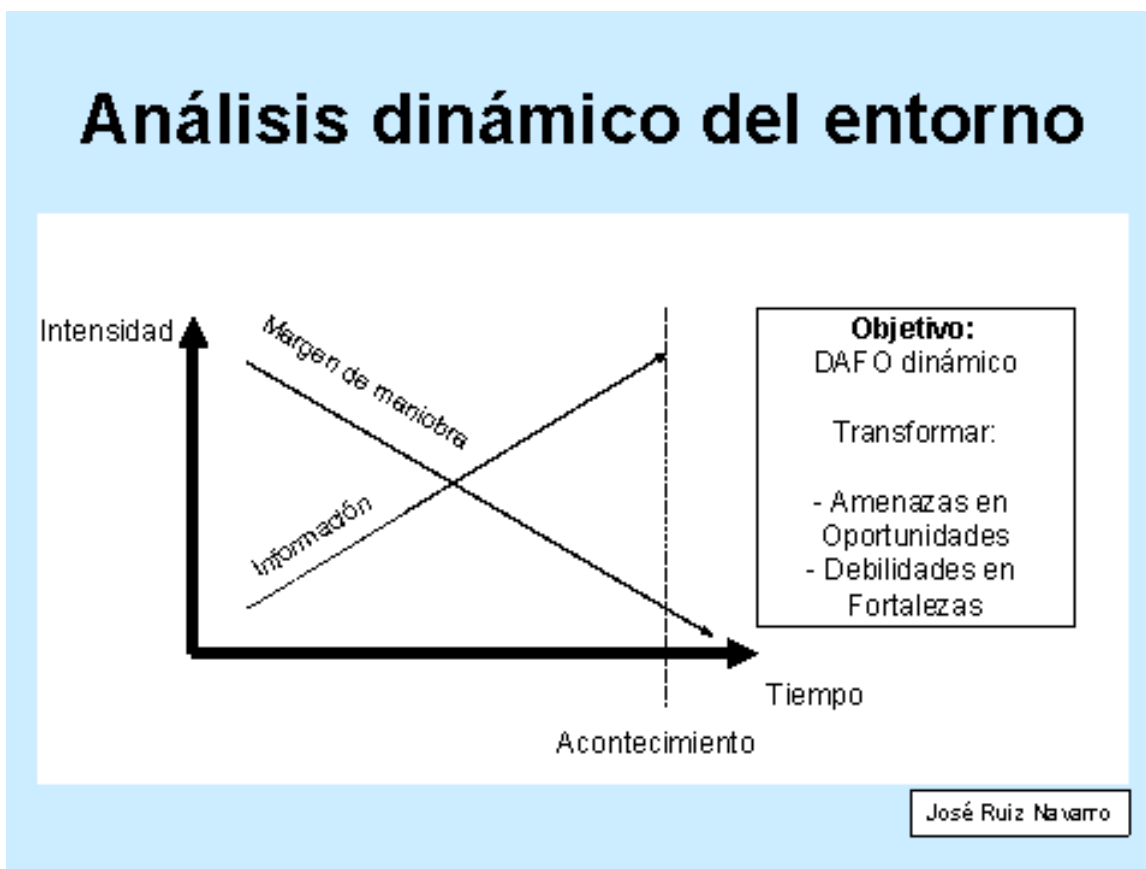 Análisis dinámico del entorno
Intensidad
Margen de maniobra
Información
Objetivo:
DAFO dinámico
Transformar:
- Amenazas en
Oportunidades
- Debilidades en
Fortalezas
Tiempo
Acontecimiento
José Ruiz Navarro